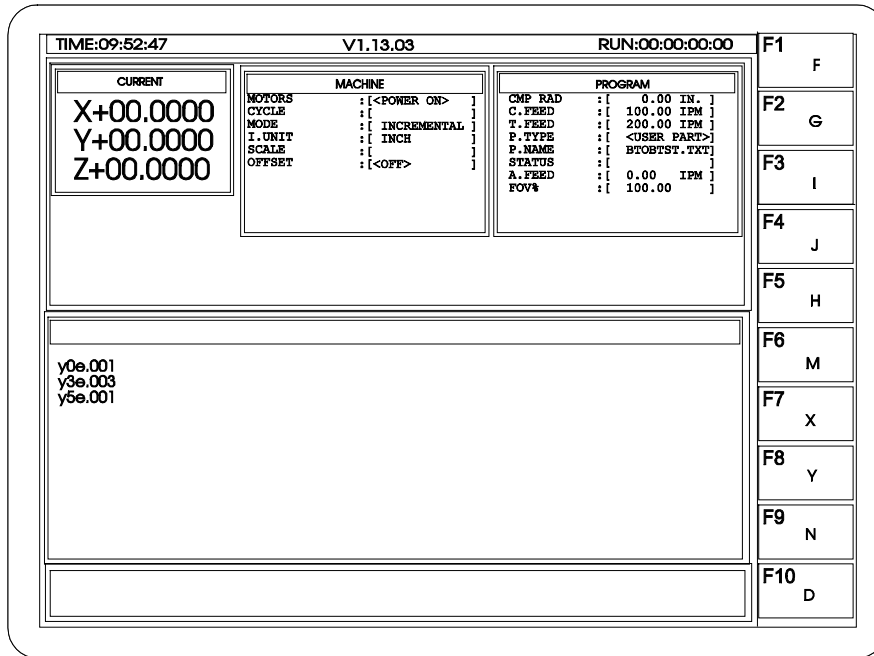 TIME:09:52:47 V1.13.03 RUN:00:00:00:00
CURRENT
X+00.0000
Y+00.0000
Z+00.0000
MACHINE
MOTORS :[<POWER ON> ]
CYCLE :[ ]
MODE :[ INCREMENTAL ]
I.UNIT :[ INCH ]
SCALE :[ ]
OFFSET :[<OFF> ]
PROGRAM
CMP RAD :[ 0.00 IN. ]
C.FEED :[ 100.00 IPM ]
T.FEED :[ 200.00 IPM ]
P.TYPE :[ <USER PART>]
P.NAME :[ BTOBTST.TXT]
STATUS :[ ]
A.FEED :[ 0.00 IPM ]
FOV% :[ 100.00 ]
y0e.001
y3e.003
y5e.001
F1 F
F2 G
F3 I
F4 J
F5 H
F6 M
F7 X
F8 Y
F9 N
F10 D